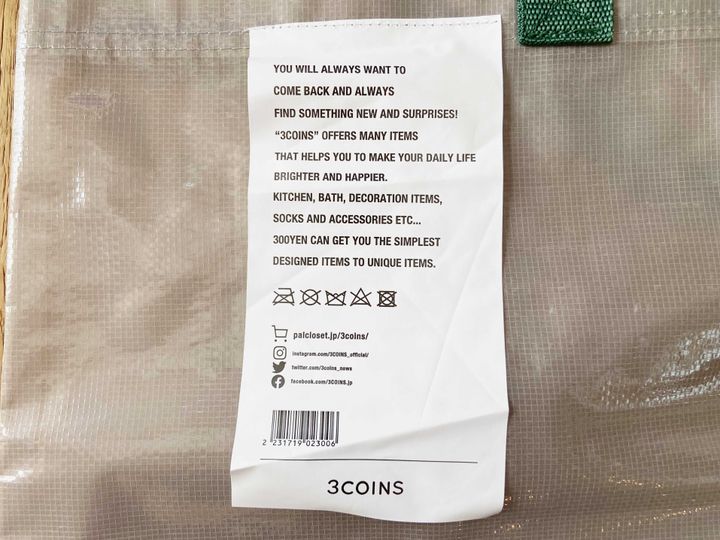 YOU WILL ALWAYS WANT TO
COME BACK AND ALWAYS
FIND SOMETHING NEW AND SURPRISES!
“3COINS” OFFERS MANY ITEMS
THAT HELPS YOU TO MAKE YOUR DAILY LIFE
BRIGHTER AND HAPPIER.
KITCHEN, BATH, DECORATION ITEMS,
SOCKS AND ACCESSORIES ETC...
300YEN CAN GET YOU THE SIMPLEST
DESIGNED ITEMS TO UNIQUE ITEMS.
palcloset.jp/3coins/
instagram.com/3COINS_official/
twitter.com/3coins_news
facebook.com/3COINS.jp
2 231719 023006
3COINS